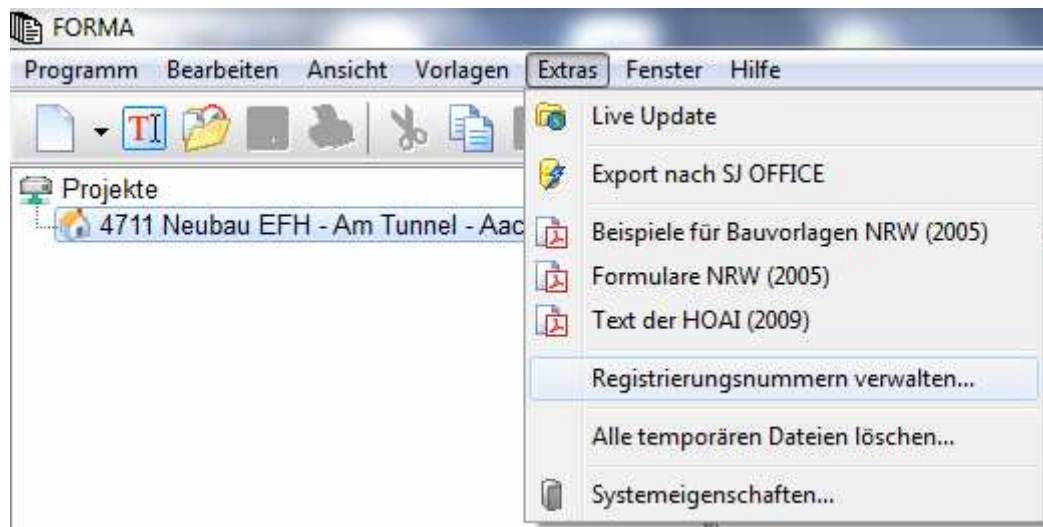 FORMA
Programm Bearbeiten Ansicht Vorlagen Extras Fenster Hilfe
Live Update
Export nach SJ OFFICE
Beispiele für Bauvorlagen NRW (2005)
Formulare NRW (2005)
Text der HOAI (2009)
Registrierungsnummern verwalten...
Alle temporären Dateien löschen...
Systemeigenschaften...
Projekte
4711 Neubau EFH - Am Tunnel - Aac